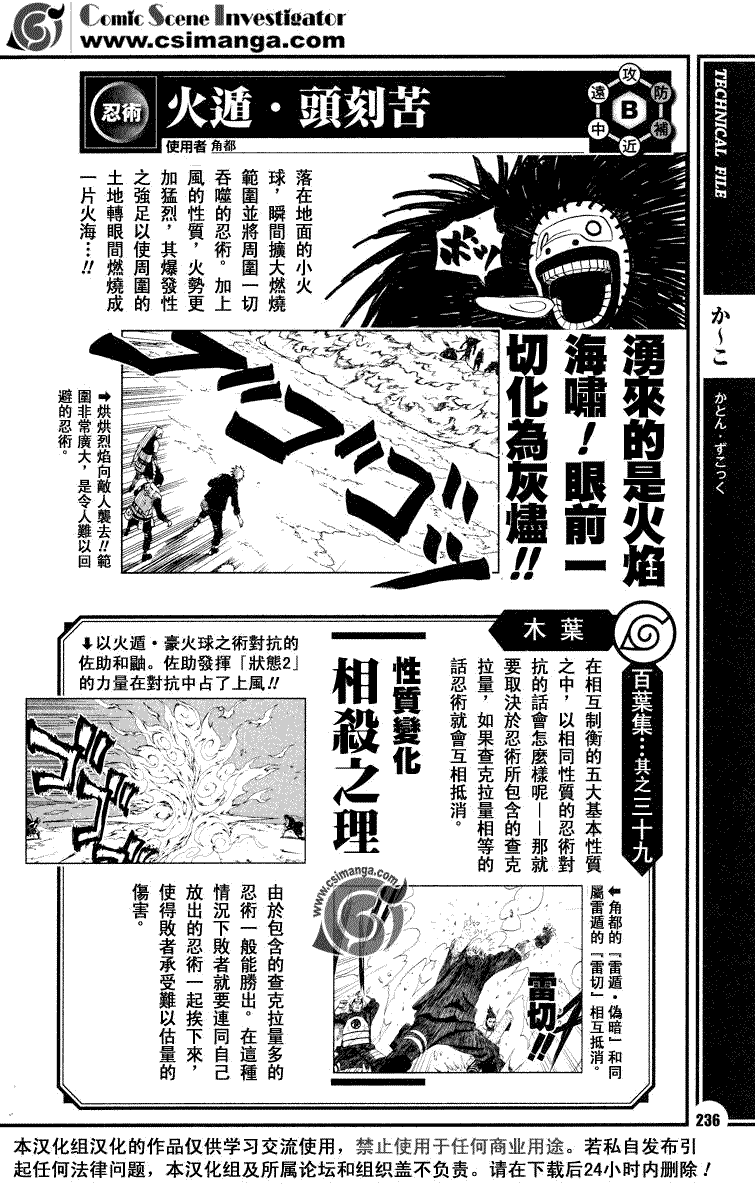 Comic Scene Investigator
www.csimanga.com
忍術
火遁・頭刻苦
使用者 角都
攻
防
補
近
中
遠
B
TECHNICAL FILE
か～こ
かとん・ずこっく
落在地面的小火
球，瞬間擴大燃燒
範圍並將周圍一切
吞噬的忍術。加上
風的性質，火勢更
加猛烈，其爆發性
之強足以使周圍的
土地轉眼間燃燒成
一片火海…!!
ボッ
湧來的是火焰
海嘯！眼前一
切化為灰燼!!
ゴゴゴゴ
➡烘烘烈焰向敵人襲去!!範
圍非常廣大，是令人難以回
避的忍術。
木葉
百葉集…其之三十九
性質變化
相殺之理
在相互制衡的五大基本性質
之中，以相同性質的忍術對
抗的話會怎麼樣呢——那就
要取決於忍術所包含的查克
拉量，如果查克拉量相等的
話忍術就會互相抵消。
⬇以火遁・豪火球之術對抗的
佐助和鼬。佐助發揮「狀態2」
的力量在對抗中占了上風!!
ゴゴゴ
⬅角都的『雷遁・偽暗』和同
屬雷遁的『雷切』相互抵消。
雷切!!
www.csimanga.com
由於包含的查克拉量多的
忍術一般能勝出。在這種
情況下敗者就要連同自己
放出的忍術一起挨下來，
使得敗者承受難以估量的
傷害。
236
本汉化组汉化的作品仅供学习交流使用，禁止使用于任何商业用途。若私自发布引
起任何法律问题，本汉化组及所属论坛和组织盖不负责。请在下载后24小时内删除！